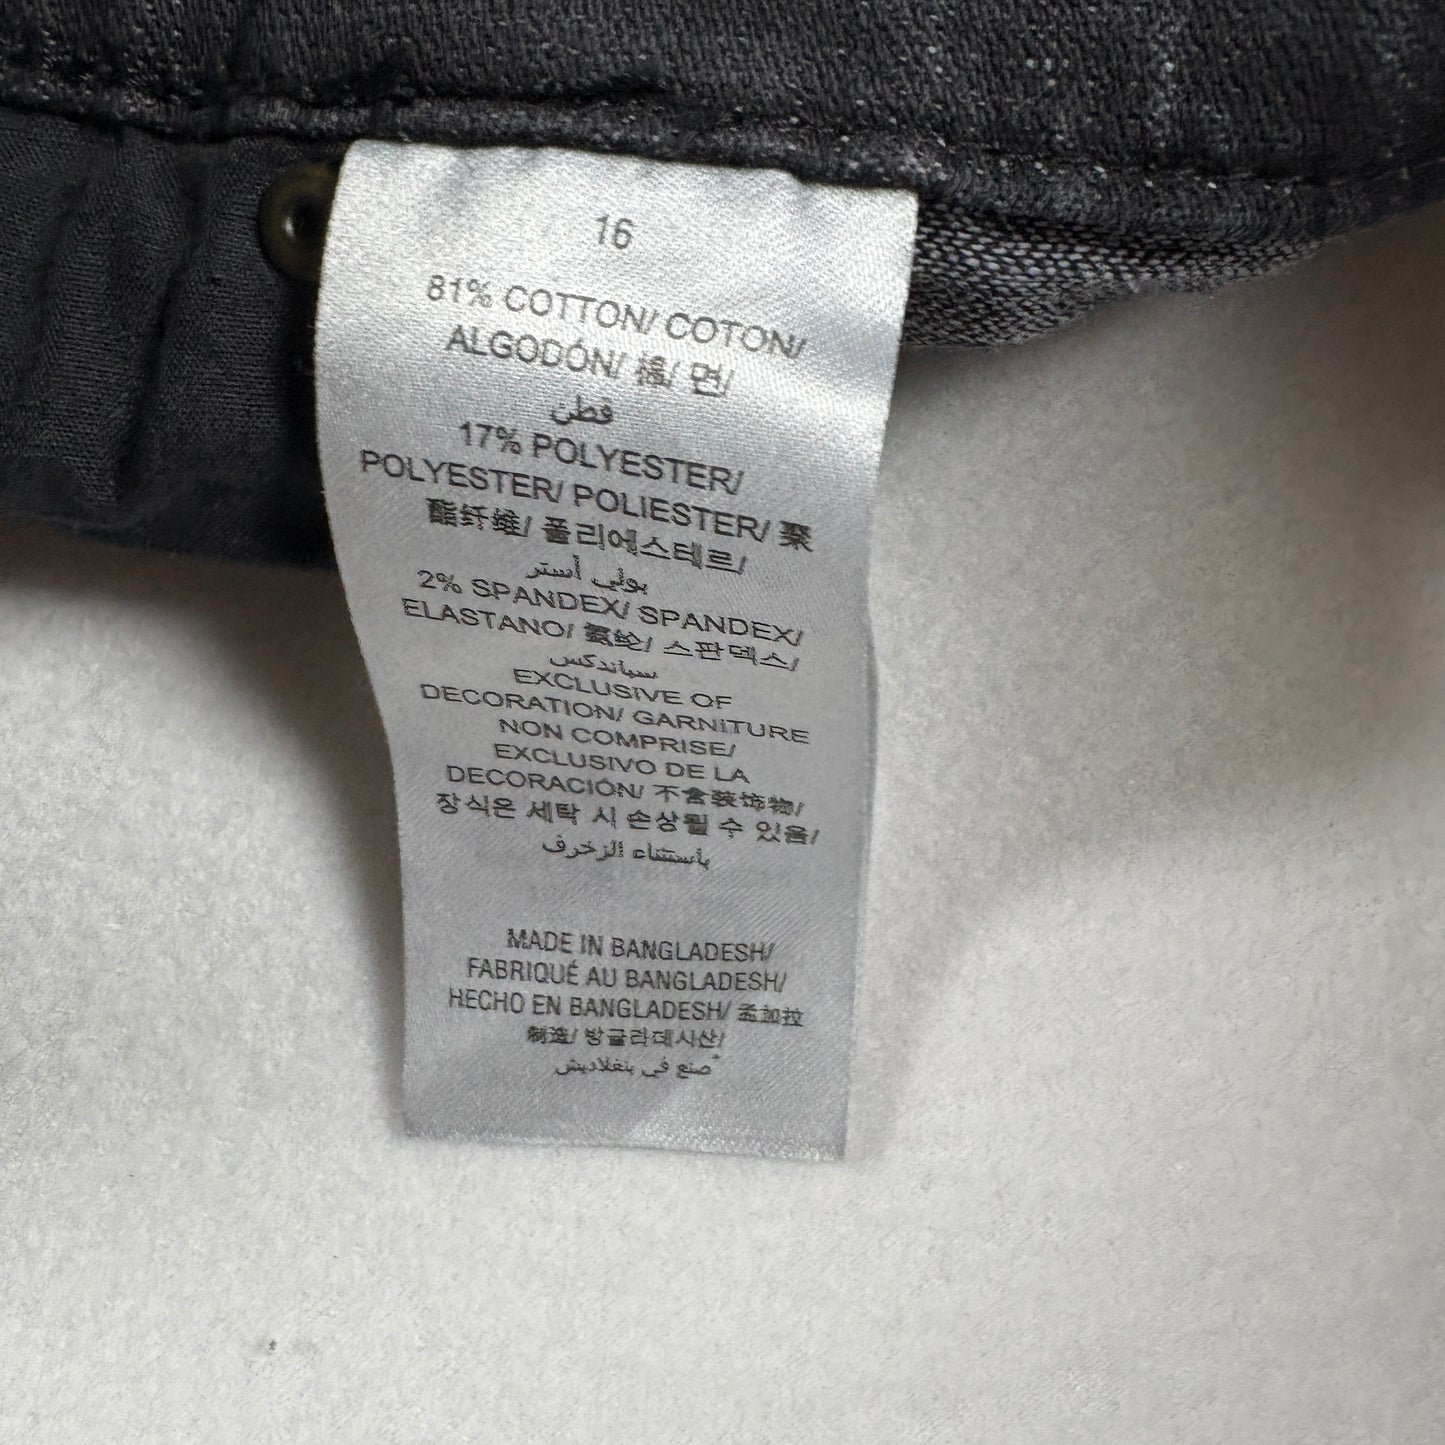 16
81% COTTON/ COTON/
ALGODÓN/ 棉/ 면/
قطن
17% POLYESTER/
POLYESTER/ POLIESTER/ 聚
酯纤维/ 폴리에스테르/
بولي أستر
2% SPANDEX/ SPANDEX/
ELASTANO/ 氨纶/ 스판덱스/
سباندكس
EXCLUSIVE OF
DECORATION/ GARNITURE
NON COMPRISE/
EXCLUSIVO DE LA
DECORACIÓN/ 不含装饰物/
장식은 세탁 시 손상될 수 있음/
باستثناء الزخرف
MADE IN BANGLADESH/
FABRIQUÉ AU BANGLADESH/
HECHO EN BANGLADESH/ 孟加拉
制造/ 방글라데시산/
صنع في بنغلاديش